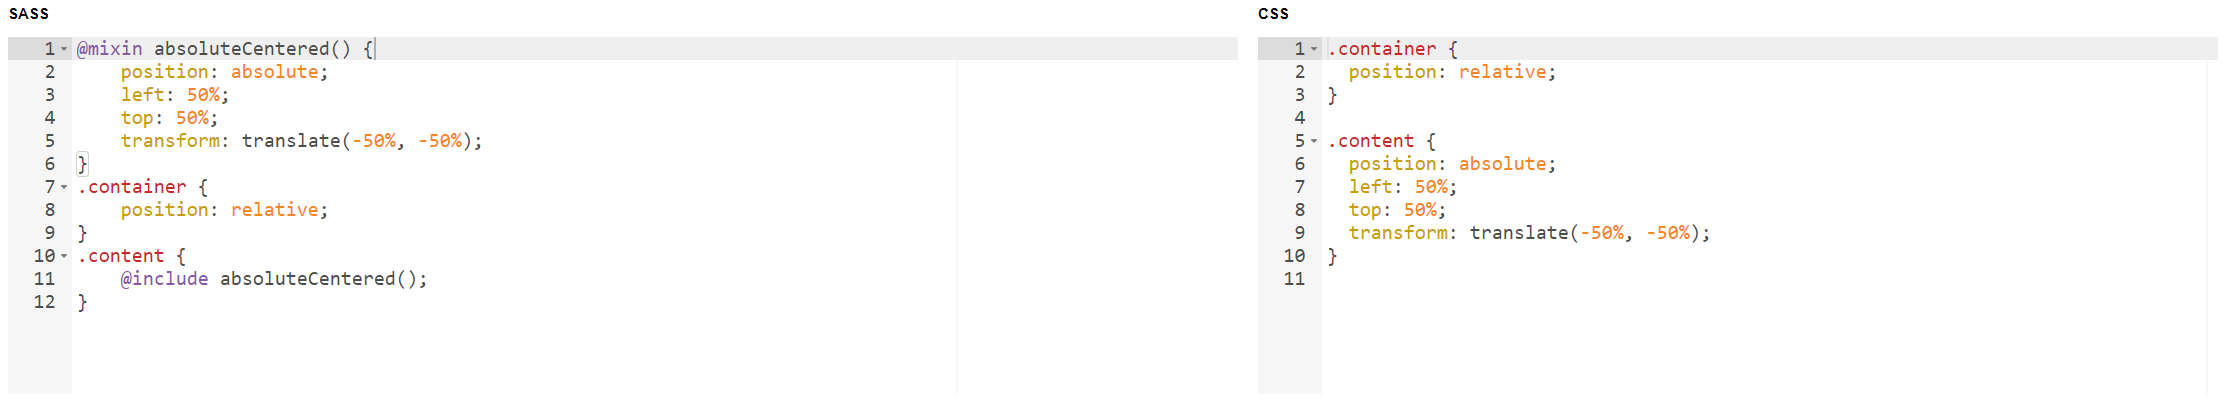 SASS
1 @mixin absoluteCentered() {
2     position: absolute;
3     left: 50%;
4     top: 50%;
5     transform: translate(-50%, -50%);
6 }
7 .container {
8     position: relative;
9 }
10 .content {
11     @include absoluteCentered();
12 }
CSS
1 .container {
2   position: relative;
3 }
4
5 .content {
6   position: absolute;
7   left: 50%;
8   top: 50%;
9   transform: translate(-50%, -50%);
10 }
11